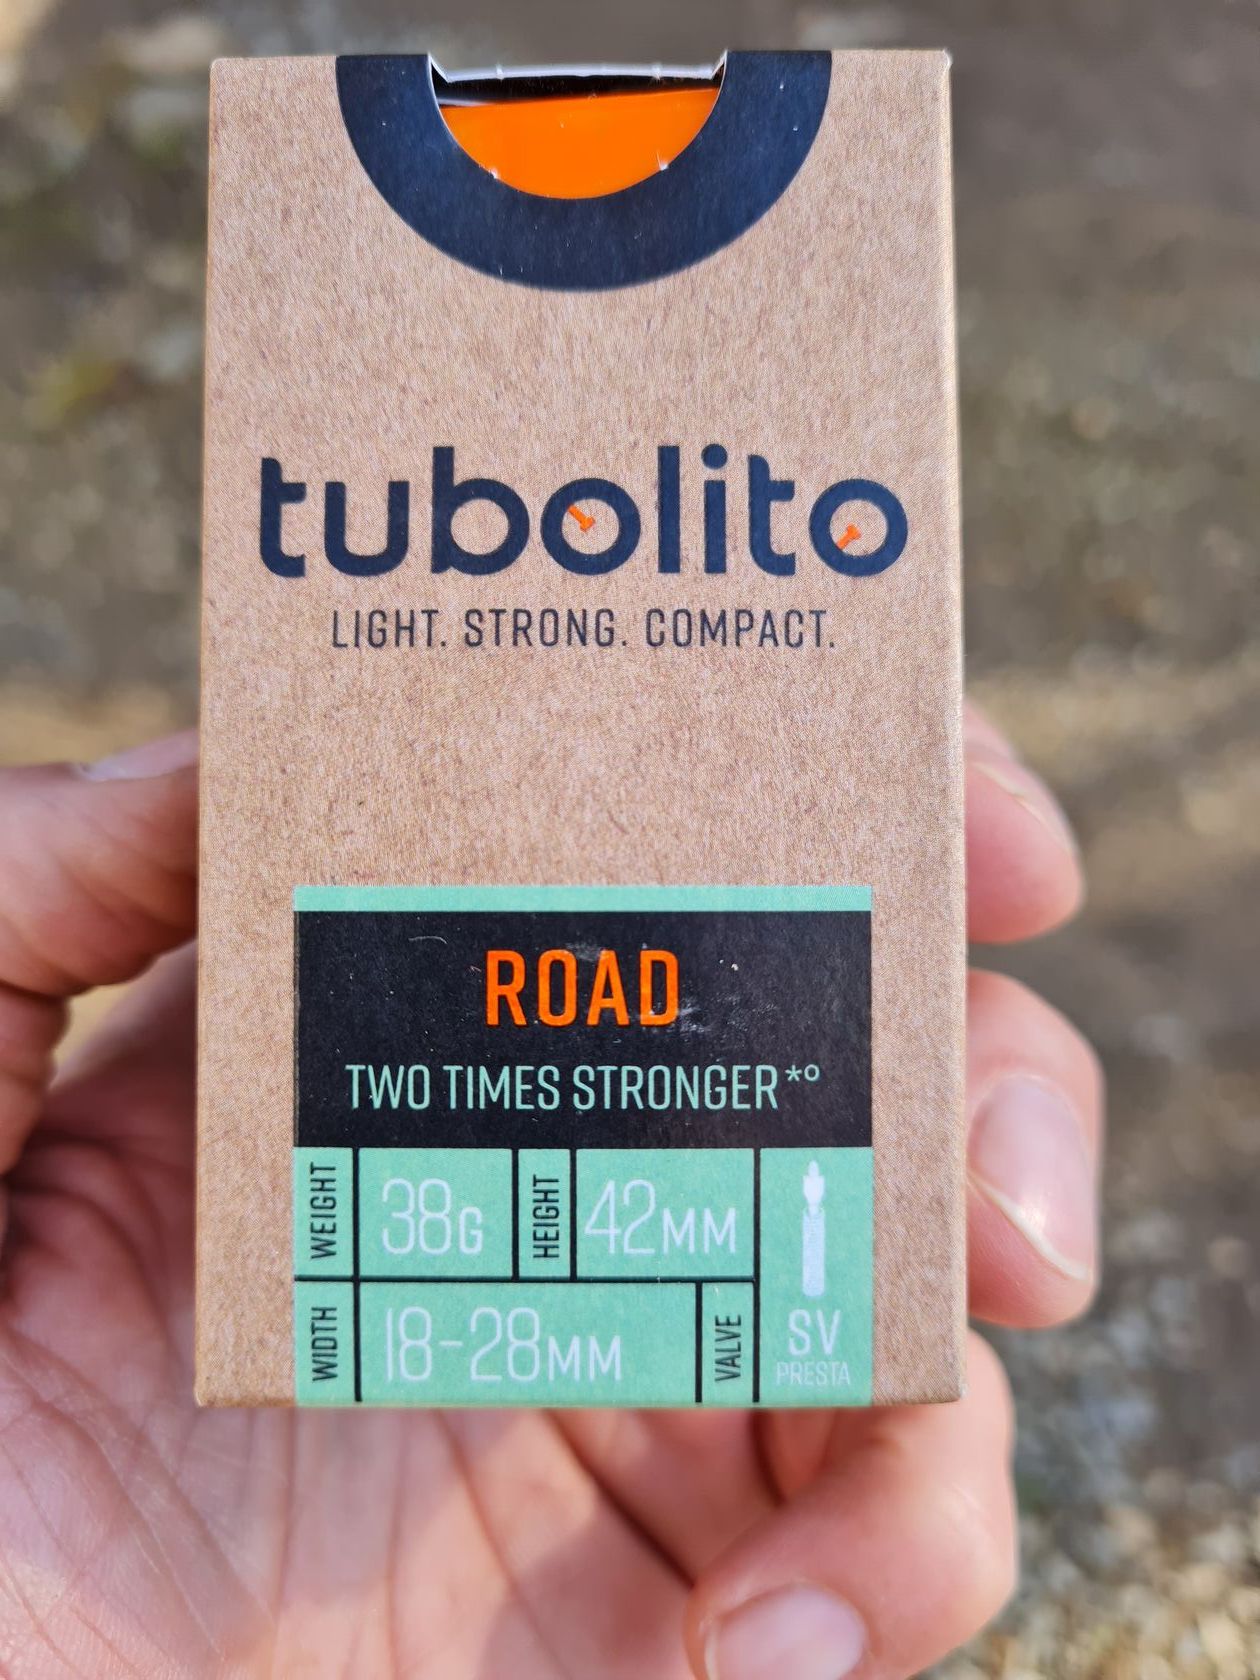 tubolito
LIGHT. STRONG. COMPACT.
ROAD
TWO TIMES STRONGER*°
WEIGHT 38G HEIGHT 42MM
WIDTH 18-28MM VALVE SV
PRESTA